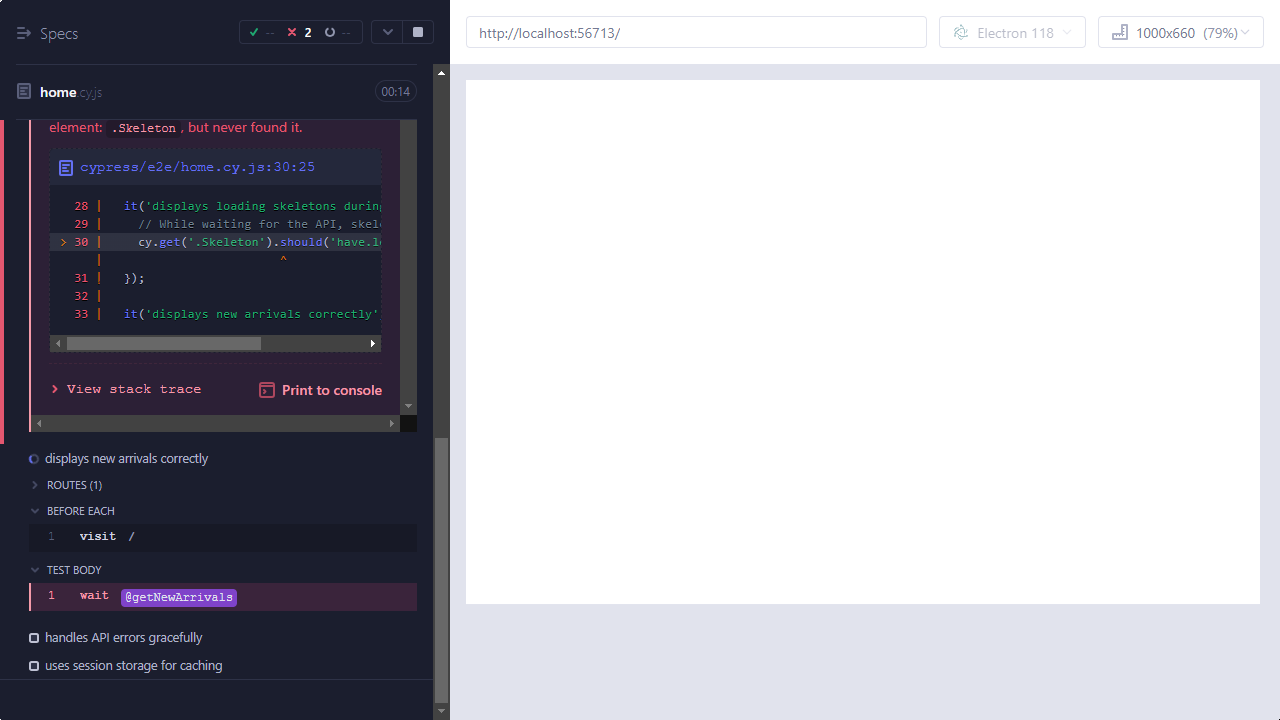 Specs
-- 2 --
http://localhost:56713/
Electron 118
1000x660 (79%)
home.cy.js
00:14
element: .Skeleton , but never found it.
cypress/e2e/home.cy.js:30:25
28 | it('displays loading skeletons during
29 | // While waiting for the API, skel
> 30 | cy.get('.Skeleton').should('have.l
| ^
31 | });
32 |
33 | it('displays new arrivals correctly'
View stack trace
Print to console
displays new arrivals correctly
ROUTES (1)
BEFORE EACH
1 visit /
TEST BODY
1 wait @getNewArrivals
handles API errors gracefully
uses session storage for caching